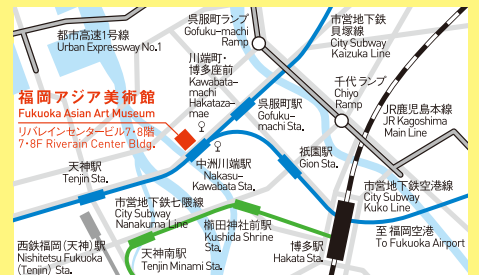 都市高速1号線
Urban Expressway No.1
呉服町ランプ
Gofuku-machi
Ramp
市営地下鉄
貝塚線
City Subway
Kaizuka Line
川端町・
博多座前
Kawabata-
machi
Hakataza-
mae
千代ランプ
Chiyo
Ramp
福岡アジア美術館
Fukuoka Asian Art Museum
リバレインセンタービル7・8階
7・8F Riverain Center Bldg.
呉服町駅
Gofuku-
machi Sta.
JR鹿児島本線
JR Kagoshima
Main Line
天神駅
Tenjin Sta.
中洲川端駅
Nakasu-
Kawabata Sta.
祇園駅
Gion Sta.
市営地下鉄空港線
City Subway
Kuko Line
市営地下鉄七隈線
City Subway
Nanakuma Line
櫛田神社前駅
Kushida Shrine
Sta.
至 福岡空港
To Fukuoka Airport
西鉄福岡(天神)駅
Nishitetsu Fukuoka
(Tenjin) Sta.
天神南駅
Tenjin Minami Sta.
博多駅
Hakata Sta.